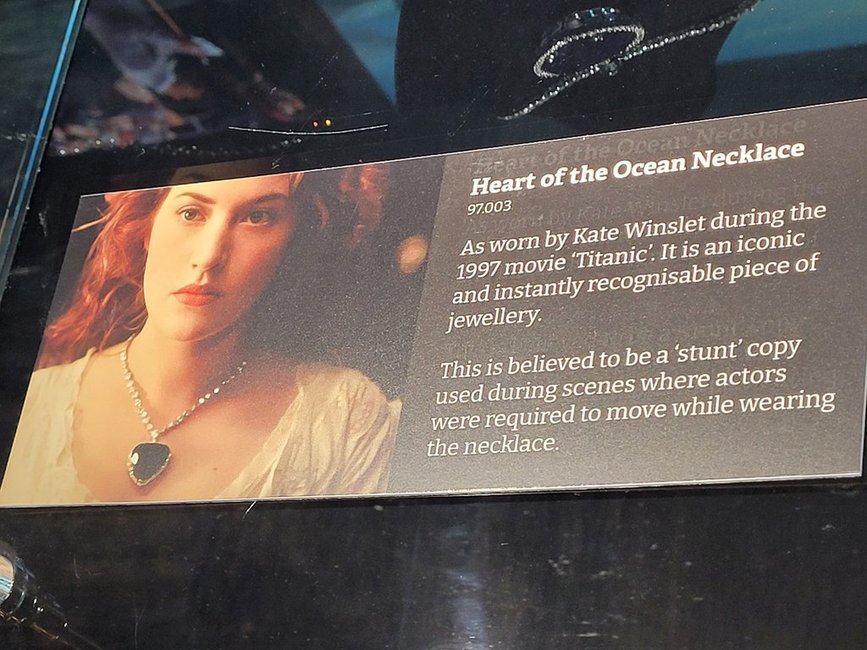 Heart of the Ocean Necklace
97.003
As worn by Kate Winslet during the
1997 movie ‘Titanic’. It is an iconic
and instantly recognisable piece of
jewellery.
This is believed to be a ‘stunt’ copy
used during scenes where actors
were required to move while wearing
the necklace.